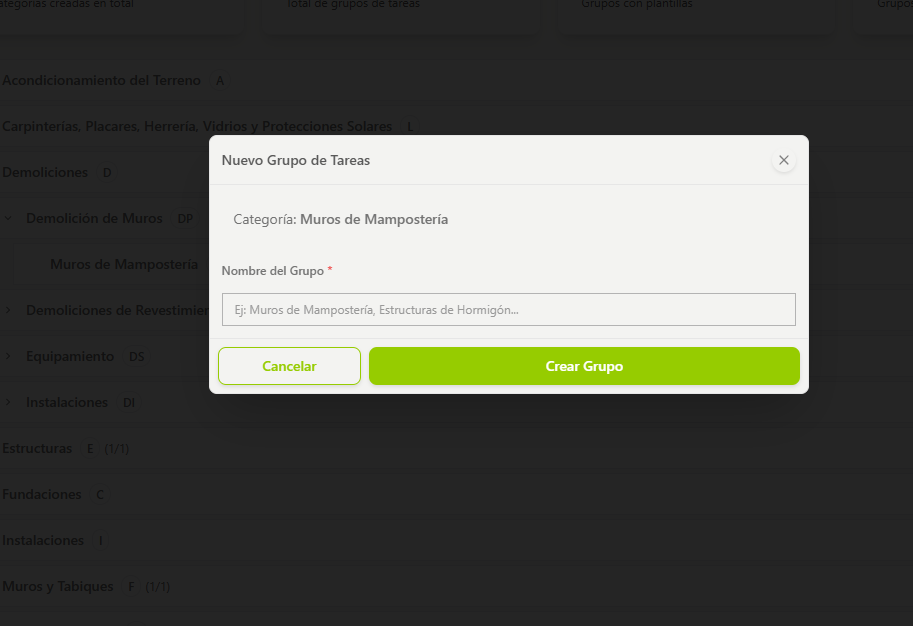 ategorías creadas en total
Total de grupos de tareas
Grupos con plantillas
Grupos
Acondicionamiento del Terreno A
Carpinterías, Placares, Herrería, Vidrios y Protecciones Solares L
Demoliciones D
Demolición de Muros DP
Muros de Mampostería
Demoliciones de Revestimier
Equipamiento DS
Instalaciones DI
Estructuras E (1/1)
Fundaciones C
Instalaciones I
Muros y Tabiques F (1/1)
Nuevo Grupo de Tareas
Categoría: Muros de Mampostería
Nombre del Grupo *
Ej: Muros de Mampostería, Estructuras de Hormigón...
Cancelar
Crear Grupo